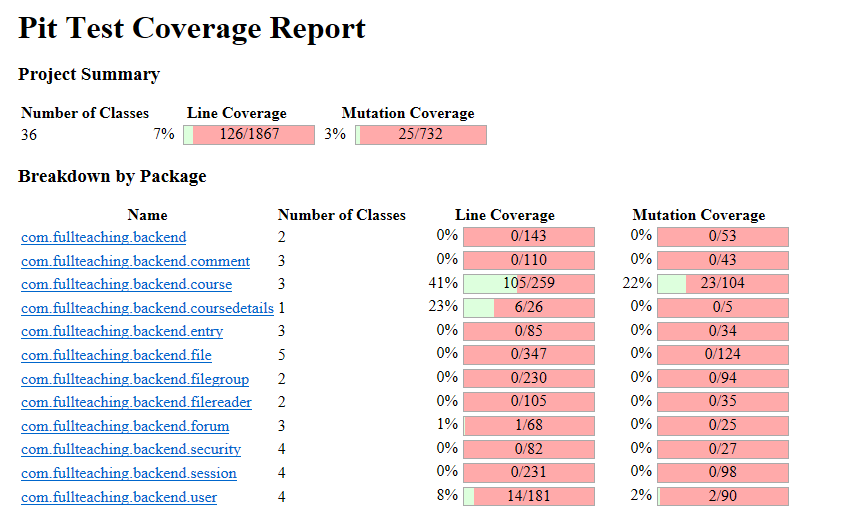 Pit Test Coverage Report
Project Summary
Number of Classes Line Coverage Mutation Coverage
36 7% 126/1867 3% 25/732
Breakdown by Package
Name Number of Classes Line Coverage Mutation Coverage
com.fullteaching.backend 2 0% 0/143 0% 0/53
com.fullteaching.backend.comment 3 0% 0/110 0% 0/43
com.fullteaching.backend.course 3 41% 105/259 22% 23/104
com.fullteaching.backend.coursedetails 1 23% 6/26 0% 0/5
com.fullteaching.backend.entry 3 0% 0/85 0% 0/34
com.fullteaching.backend.file 5 0% 0/347 0% 0/124
com.fullteaching.backend.filegroup 2 0% 0/230 0% 0/94
com.fullteaching.backend.filereader 2 0% 0/105 0% 0/35
com.fullteaching.backend.forum 3 1% 1/68 0% 0/25
com.fullteaching.backend.security 4 0% 0/82 0% 0/27
com.fullteaching.backend.session 4 0% 0/231 0% 0/98
com.fullteaching.backend.user 4 8% 14/181 2% 2/90